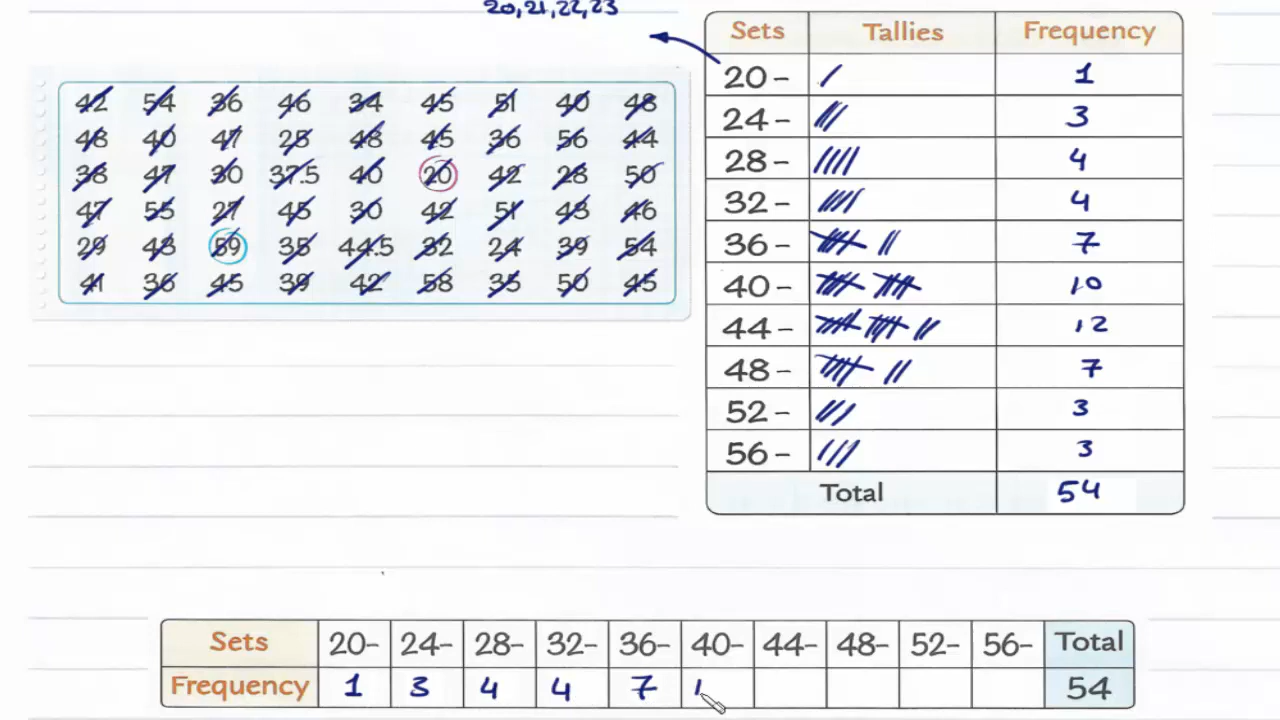 20,21,22,23
42 54 36 46 34 45 51 40 48
48 40 47 25 48 45 36 56 44
38 47 30 37.5 40 20 42 28 50
47 55 27 45 30 42 51 43 46
29 43 59 35 44.5 32 24 39 54
41 36 45 39 42 58 35 50 45
Sets Tallies Frequency
20- 1
24- 3
28- 4
32- 4
36- 7
40- 10
44- 12
48- 7
52- 3
56- 3
Total 54
Sets 20- 24- 28- 32- 36- 40- 44- 48- 52- 56- Total
Frequency 1 3 4 4 7 1 54